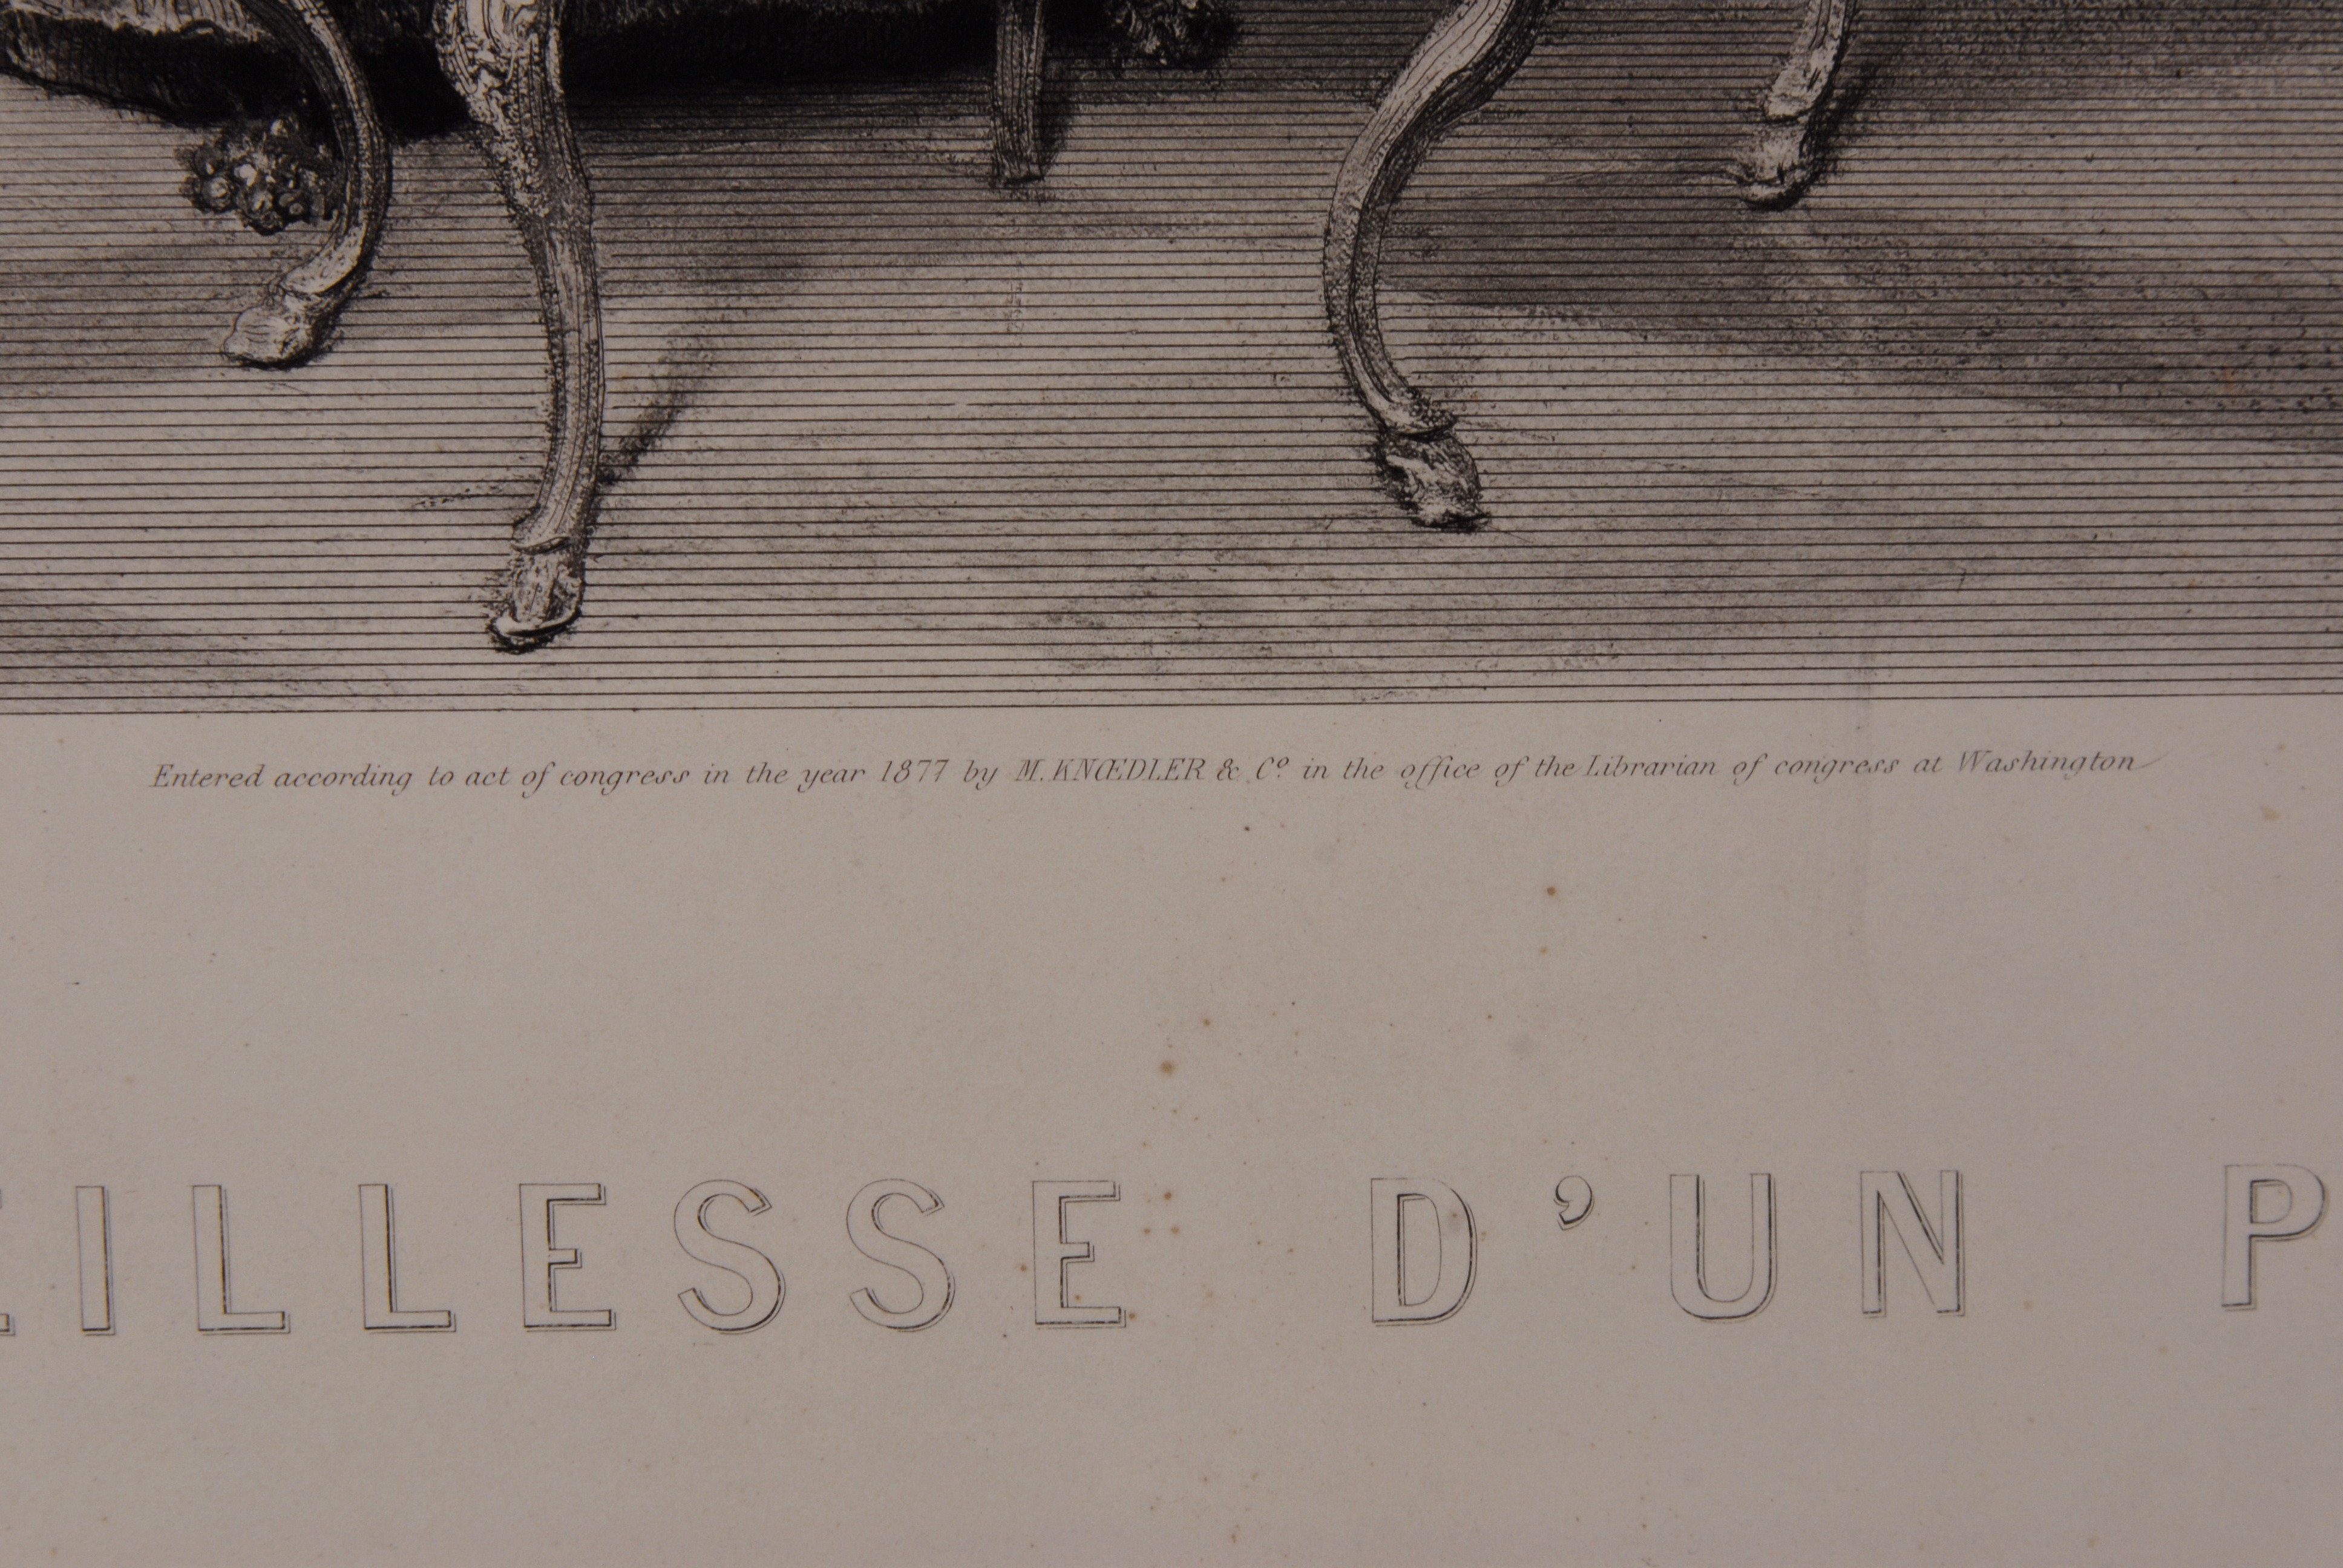 Entered according to act of congress in the year 1877 by M. KNŒDLER & Cº in the office of the Librarian of congress at Washington
EILLESSE D'UN P